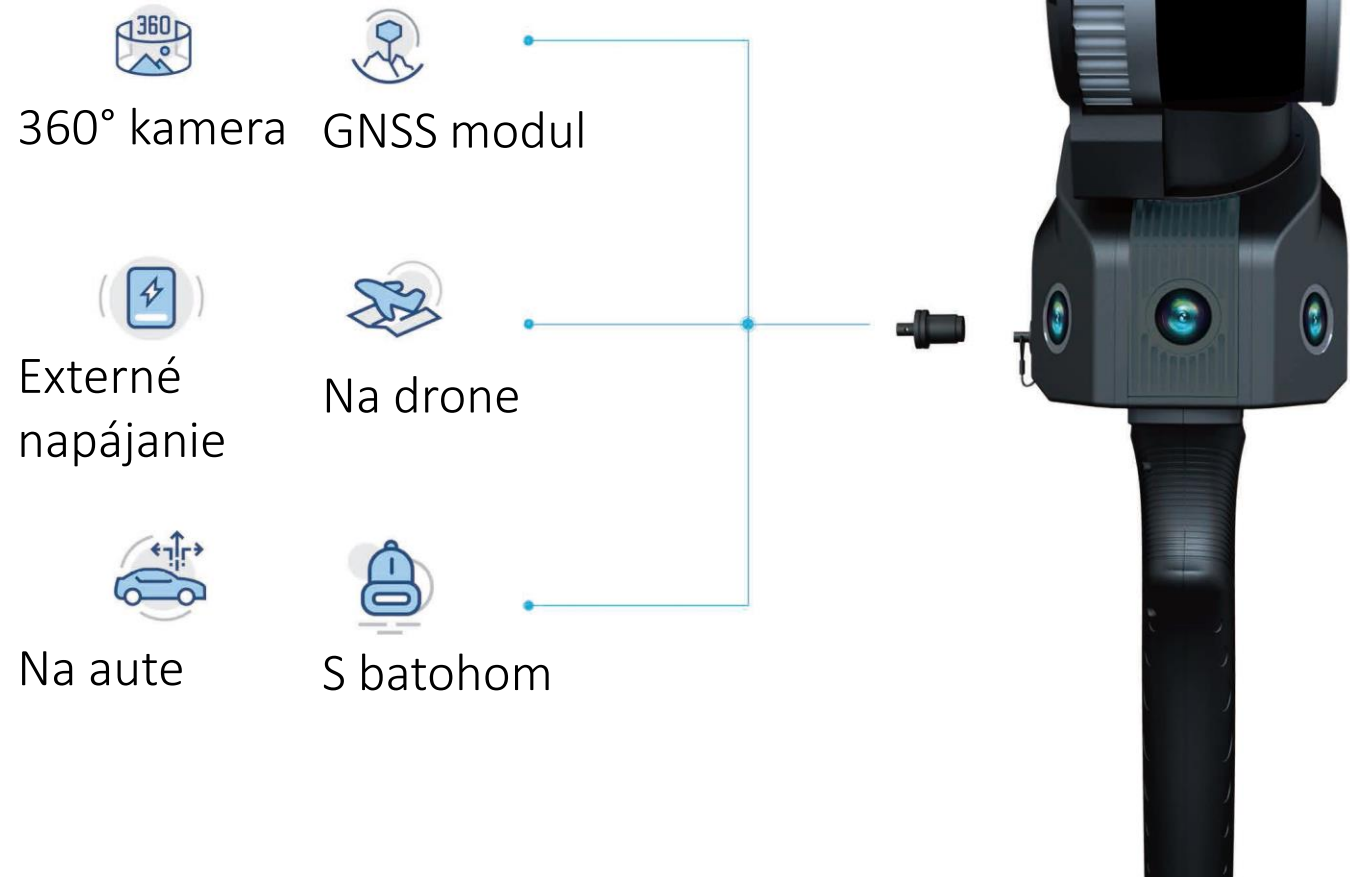 360
360° kamera
GNSS modul
Externé
napájanie
Na drone
Na aute
S batohom